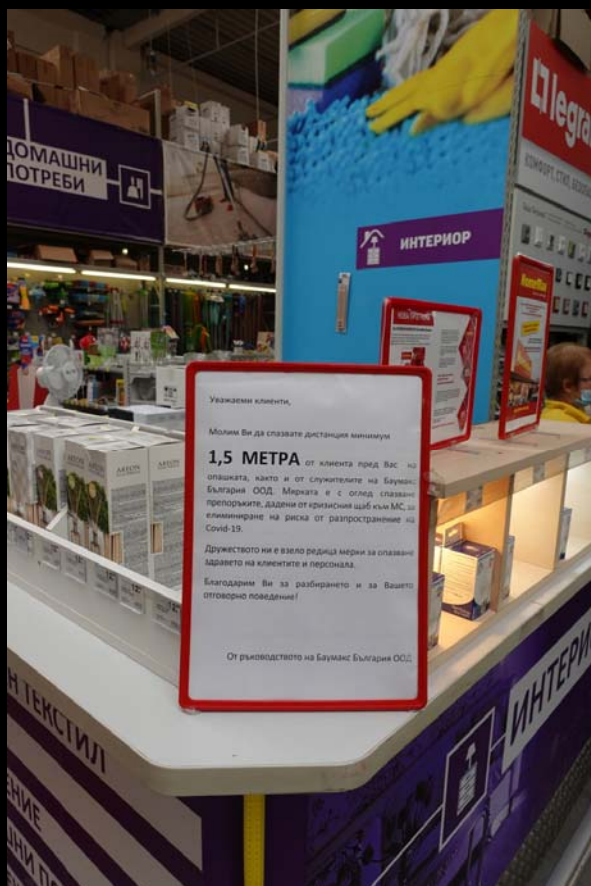 ДОМАШНИ
ПОТРЕБИ
ИНТЕРИОР
legra
HomeMax
Уважаеми клиенти,
Молим Ви да спазвате дистанция минимум
1,5 МЕТРА от клиента пред Вас на
опашката, както и от служителите на Баумакс
България ООД. Мярката е с оглед спазване
препоръките, дадени от кризисния щаб към МС, за
елиминиране на риска от разпространение на
Covid-19.
Дружеството ни е взело редица мерки за опазване
здравето на клиентите и персонала.
Благодарим Ви за разбирането и за Вашето
отговорно поведение!
От ръководството на Баумакс България ООД
AREON
AREON
ТЕКСТИЛ
ИНТЕРИ